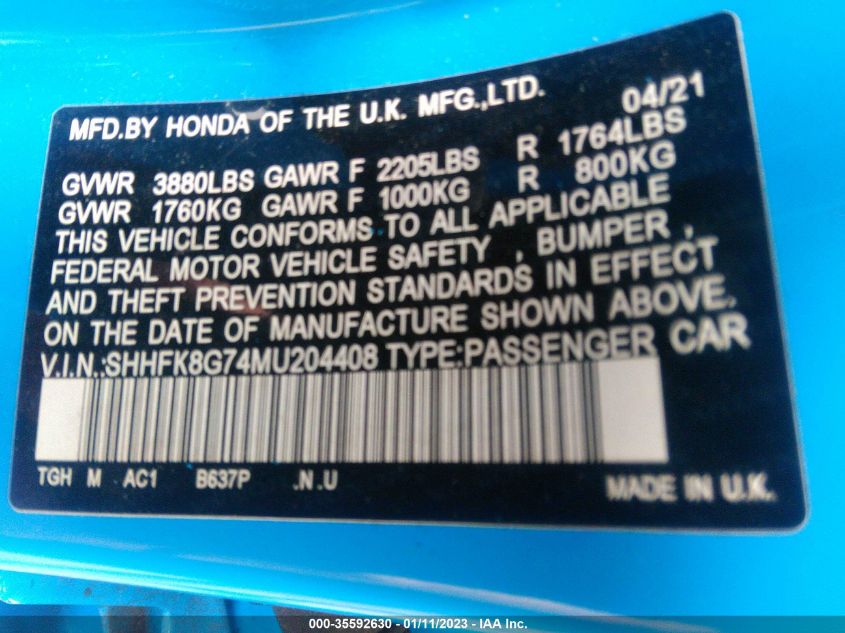 MFD.BY HONDA OF THE U.K. MFG.,LTD. 04/21
GVWR 3880LBS GAWR F 2205LBS R 1764LBS
GVWR 1760KG GAWR F 1000KG R 800KG
THIS VEHICLE CONFORMS TO ALL APPLICABLE
FEDERAL MOTOR VEHICLE SAFETY , BUMPER ,
AND THEFT PREVENTION STANDARDS IN EFFECT
ON THE DATE OF MANUFACTURE SHOWN ABOVE.
V.I.N.:SHHFK8G74MU204408 TYPE:PASSENGER CAR
TGH M AC1 B637P .N .U MADE IN U.K.
000-35592630 - 01/11/2023 - IAA Inc.